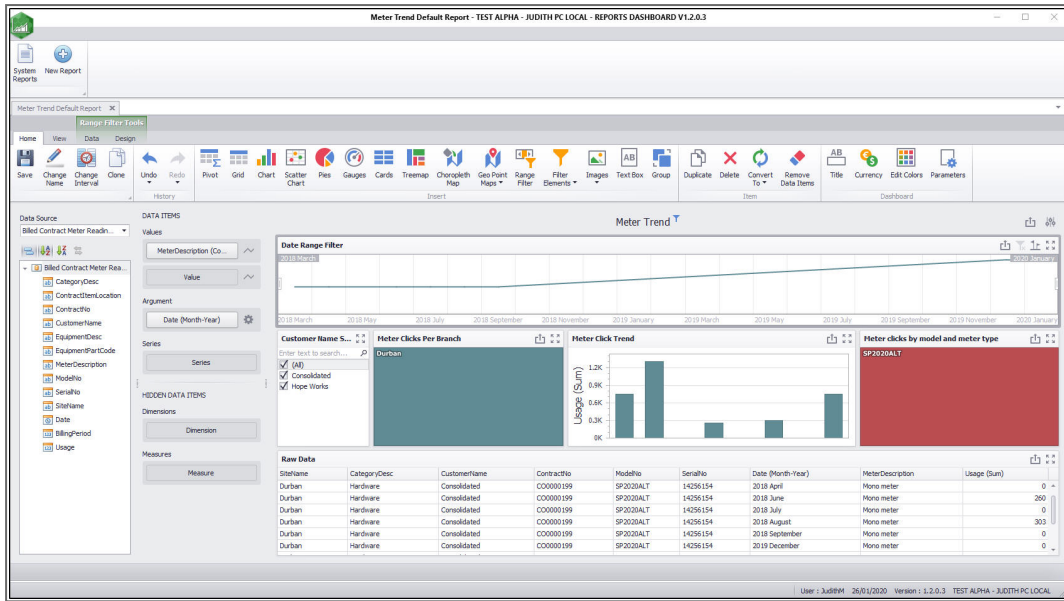 Meter Trend Default Report - TEST ALPHA - JUDITH PC LOCAL - REPORTS DASHBOARD V1.2.0.3
System Reports
New Report
Meter Trend Default Report
Range Filter Tools
Home View Data Design
Save
Change Name
Change Interval
Clone
Undo
Redo
Pivot
Grid
Chart
Scatter Chart
Pies
Gauges
Cards
Treemap
Choropleth Map
Geo Point Maps
Range Filter
Filter Elements
Images
Text Box
Group
Duplicate
Delete
Convert To
Remove Data Items
Title
Currency
Edit Colors
Parameters
History
Insert
Item
Dashboard
Data Source
Billed Contract Meter Readin...
Billed Contract Meter Rea...
CategoryDesc
ContractItemLocation
ContractNo
CustomerName
EquipmentDesc
EquipmentPartCode
MeterDescription
ModelNo
SerialNo
SiteName
Date
BillingPeriod
Usage
DATA ITEMS
Values
MeterDescription (Co...
Value
Argument
Date (Month-Year)
Series
Series
HIDDEN DATA ITEMS
Dimensions
Dimension
Measures
Measure
Meter Trend
Date Range Filter
2018 March 2020 January
2018 March 2018 May 2018 July 2018 September 2018 November 2019 January 2019 March 2019 May 2019 July 2019 September 2019 November 2020 January
Customer Name S...
Enter text to search...
(All)
Consolidated
Hope Works
Meter Clicks Per Branch
Durban
Meter Click Trend
Usage (Sum)
1.2K
0.9K
0.6K
0.3K
0K
Meter clicks by model and meter type
SP2020ALT
Raw Data
SiteName CategoryDesc CustomerName ContractNo ModelNo SerialNo Date (Month-Year) MeterDescription Usage (Sum)
Durban Hardware Consolidated CO0000199 SP2020ALT 14256154 2018 April Mono meter 0
Durban Hardware Consolidated CO0000199 SP2020ALT 14256154 2018 June Mono meter 260
Durban Hardware Consolidated CO0000199 SP2020ALT 14256154 2018 July Mono meter 0
Durban Hardware Consolidated CO0000199 SP2020ALT 14256154 2018 August Mono meter 303
Durban Hardware Consolidated CO0000199 SP2020ALT 14256154 2018 September Mono meter 0
Durban Hardware Consolidated CO0000199 SP2020ALT 14256154 2019 December Mono meter 0
User : JudithM 26/01/2020 Version : 1.2.0.3 TEST ALPHA - JUDITH PC LOCAL